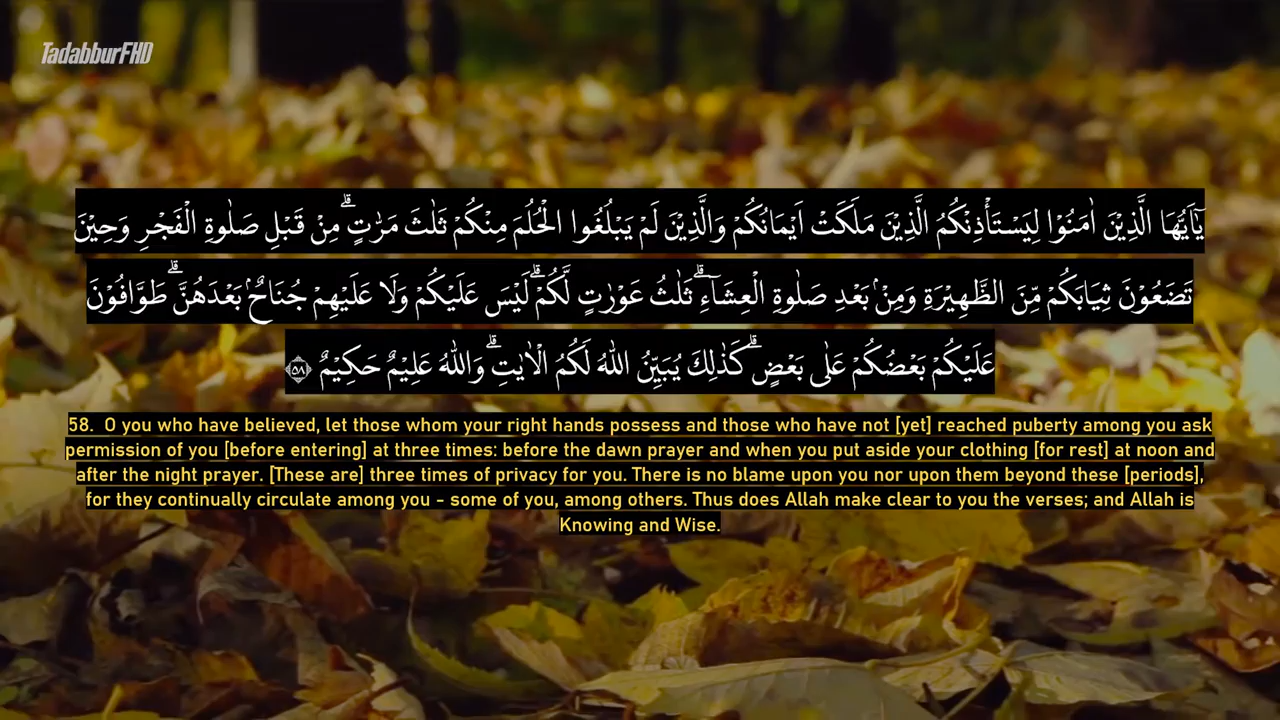 TadabburFHD
يٰٓاَيُّهَا الَّذِيْنَ اٰمَنُوْا لِيَسْتَأْذِنْكُمُ الَّذِيْنَ مَلَكَتْ اَيْمَانُكُمْ وَالَّذِيْنَ لَمْ يَبْلُغُوا الْحُلُمَ مِنْكُمْ ثَلٰثَ مَرّٰتٍۗ مِنْ قَبْلِ صَلٰوةِ الْفَجْرِ وَحِيْنَ
تَضَعُوْنَ ثِيَابَكُمْ مِّنَ الظَّهِيْرَةِ وَمِنْۢ بَعْدِ صَلٰوةِ الْعِشَاۤءِۗ ثَلٰثُ عَوْرٰتٍ لَّكُمْۗ لَيْسَ عَلَيْكُمْ وَلَا عَلَيْهِمْ جُنَاحٌۢ بَعْدَهُنَّۗ طَوَّافُوْنَ
عَلَيْكُمْ بَعْضُكُمْ عَلٰى بَعْضٍۗ كَذٰلِكَ يُبَيِّنُ اللّٰهُ لَكُمُ الْاٰيٰتِۗ وَاللّٰهُ عَلِيْمٌ حَكِيْمٌ ٥٨
58. O you who have believed, let those whom your right hands possess and those who have not [yet] reached puberty among you ask
permission of you [before entering] at three times: before the dawn prayer and when you put aside your clothing [for rest] at noon and
after the night prayer. [These are] three times of privacy for you. There is no blame upon you nor upon them beyond these [periods],
for they continually circulate among you - some of you, among others. Thus does Allah make clear to you the verses; and Allah is
Knowing and Wise.